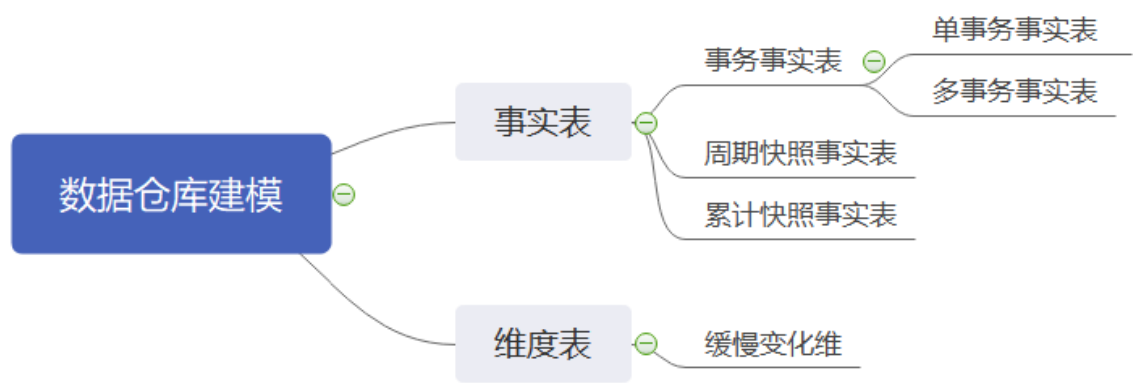 数据仓库建模
事实表
事务事实表
单事务事实表
多事务事实表
周期快照事实表
累计快照事实表
维度表
缓慢变化维